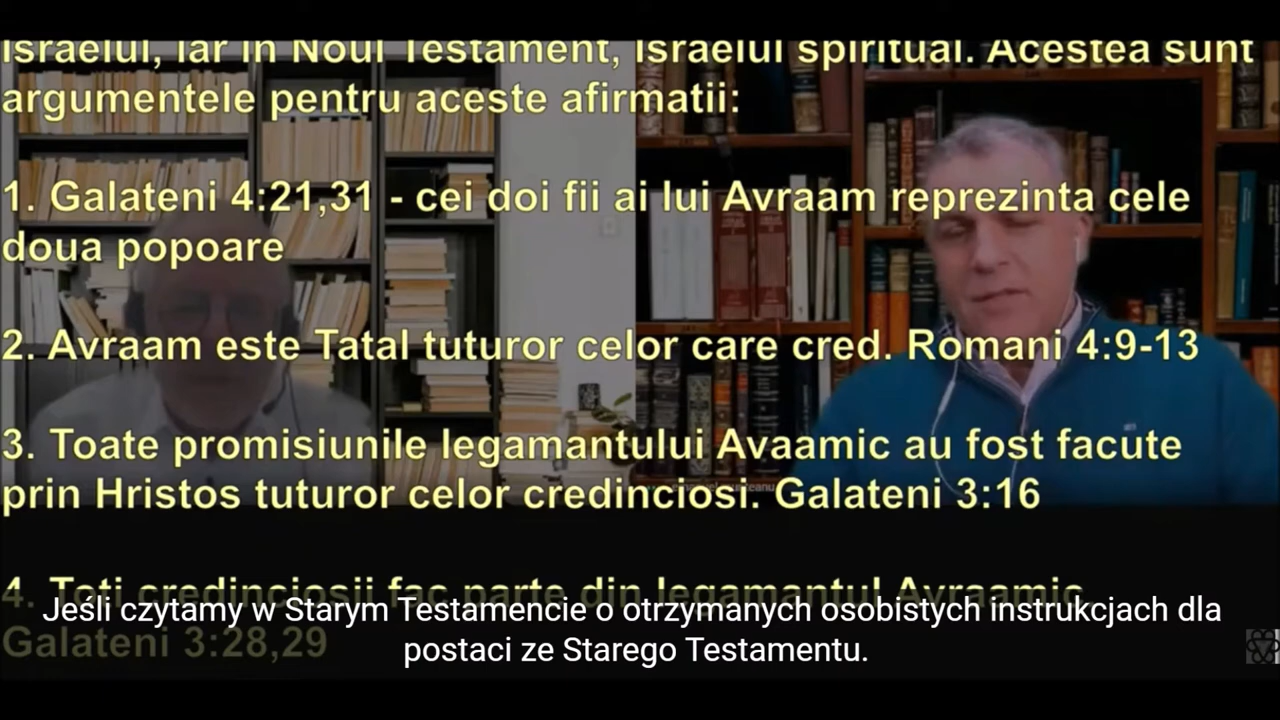 Israelul, iar in Noul Testament, Israelul spiritual. Acestea sunt
argumentele pentru aceste afirmatii:
1. Galateni 4:21,31 - cei doi fii ai lui Avraam reprezinta cele
doua popoare
2. Avraam este Tatal tuturor celor care cred. Romani 4:9-13
3. Toate promisiunile legamantului Avaamic au fost facute
prin Hristos tuturor celor credinciosi. Galateni 3:16
4. Toti credinciosii fac parte din legamantul Avraamic
Galateni 3:28,29
Jeśli czytamy w Starym Testamencie o otrzymanych osobistych instrukcjach dla
postaci ze Starego Testamentu.